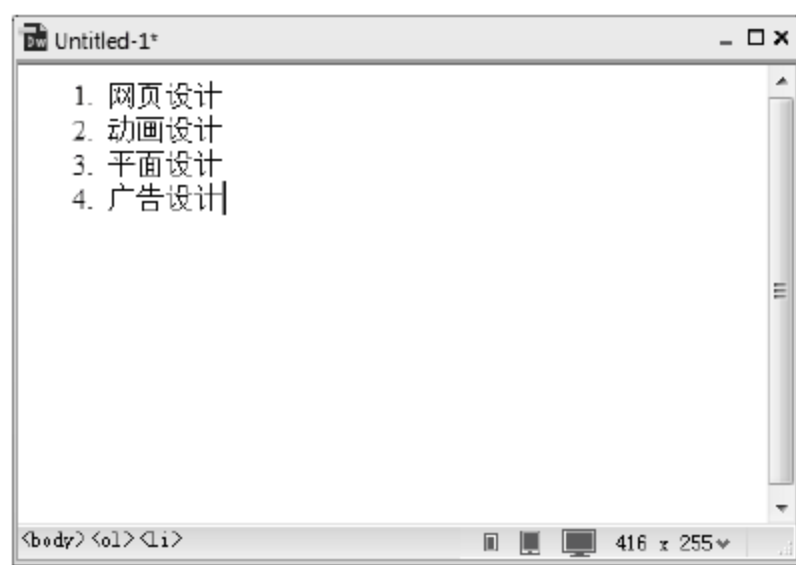 Dw Untitled-1*
1. 网页设计
2. 动画设计
3. 平面设计
4. 广告设计
<body><ol><li> 416 x 255